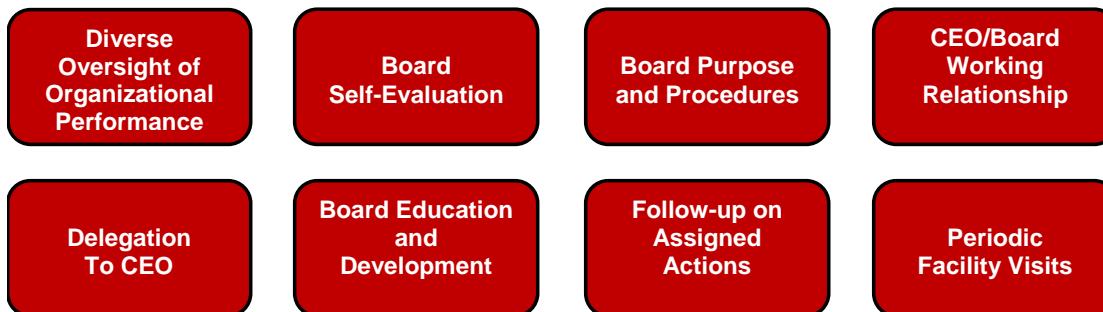 Diverse
Oversight of
Organizational
Performance
Board
Self-Evaluation
Board Purpose
and Procedures
CEO/Board
Working
Relationship
Delegation
To CEO
Board Education
and
Development
Follow-up on
Assigned
Actions
Periodic
Facility Visits